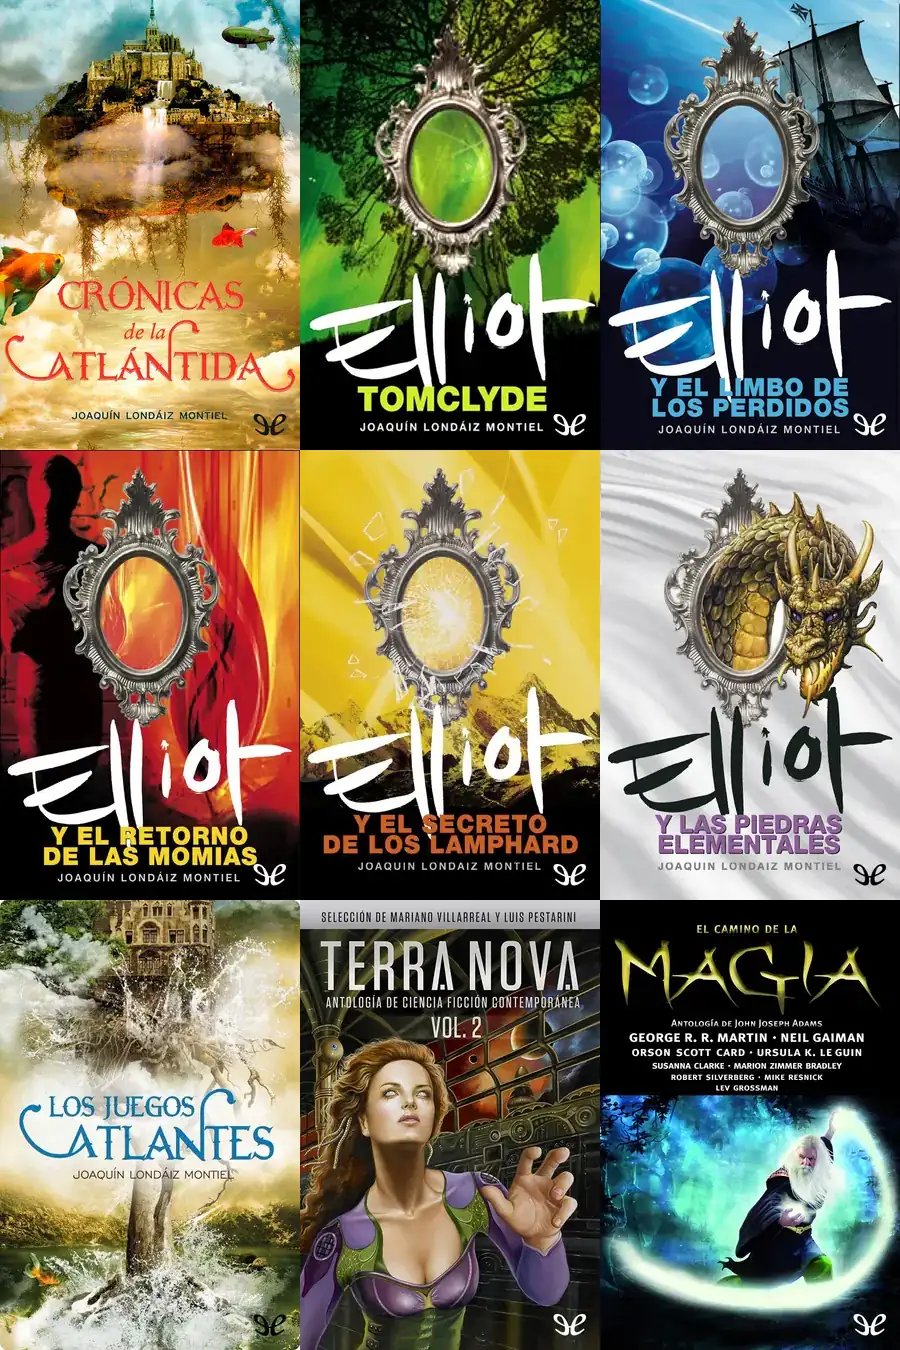 CRÓNICAS
de la
ATLÁNTIDA
JOAQUÍN LONDÁIZ MONTIEL
Elliot
TOMCLYDE
JOAQUÍN LONDÁIZ MONTIEL
Elliot
Y EL LIMBO DE
LOS PERDIDOS
JOAQUÍN LONDÁIZ MONTIEL
Elliot
Y EL RETORNO
DE LAS MOMIAS
JOAQUÍN LONDÁIZ MONTIEL
Elliot
Y EL SECRETO
DE LOS LAMPHARD
JOAQUIN LONDAIZ MONTIEL
Elliot
Y LAS PIEDRAS
ELEMENTALES
JOAQUIN LONDAIZ MONTIEL
LOS JUEGOS
ATLANTES
JOAQUÍN LONDÁIZ MONTIEL
SELECCIÓN DE MARIANO VILLARREAL Y LUIS PESTARINI
TERRA NOVA
ANTOLOGÍA DE CIENCIA FICCIÓN CONTEMPORÁNEA
VOL. 2
EL CAMINO DE LA
MAGIA
ANTOLOGÍA DE JOHN JOSEPH ADAMS
GEORGE R. R. MARTIN · NEIL GAIMAN
ORSON SCOTT CARD · URSULA K. LE GUIN
SUSANNA CLARKE · MARION ZIMMER BRADLEY
ROBERT SILVERBERG · MIKE RESNICK
LEV GROSSMAN